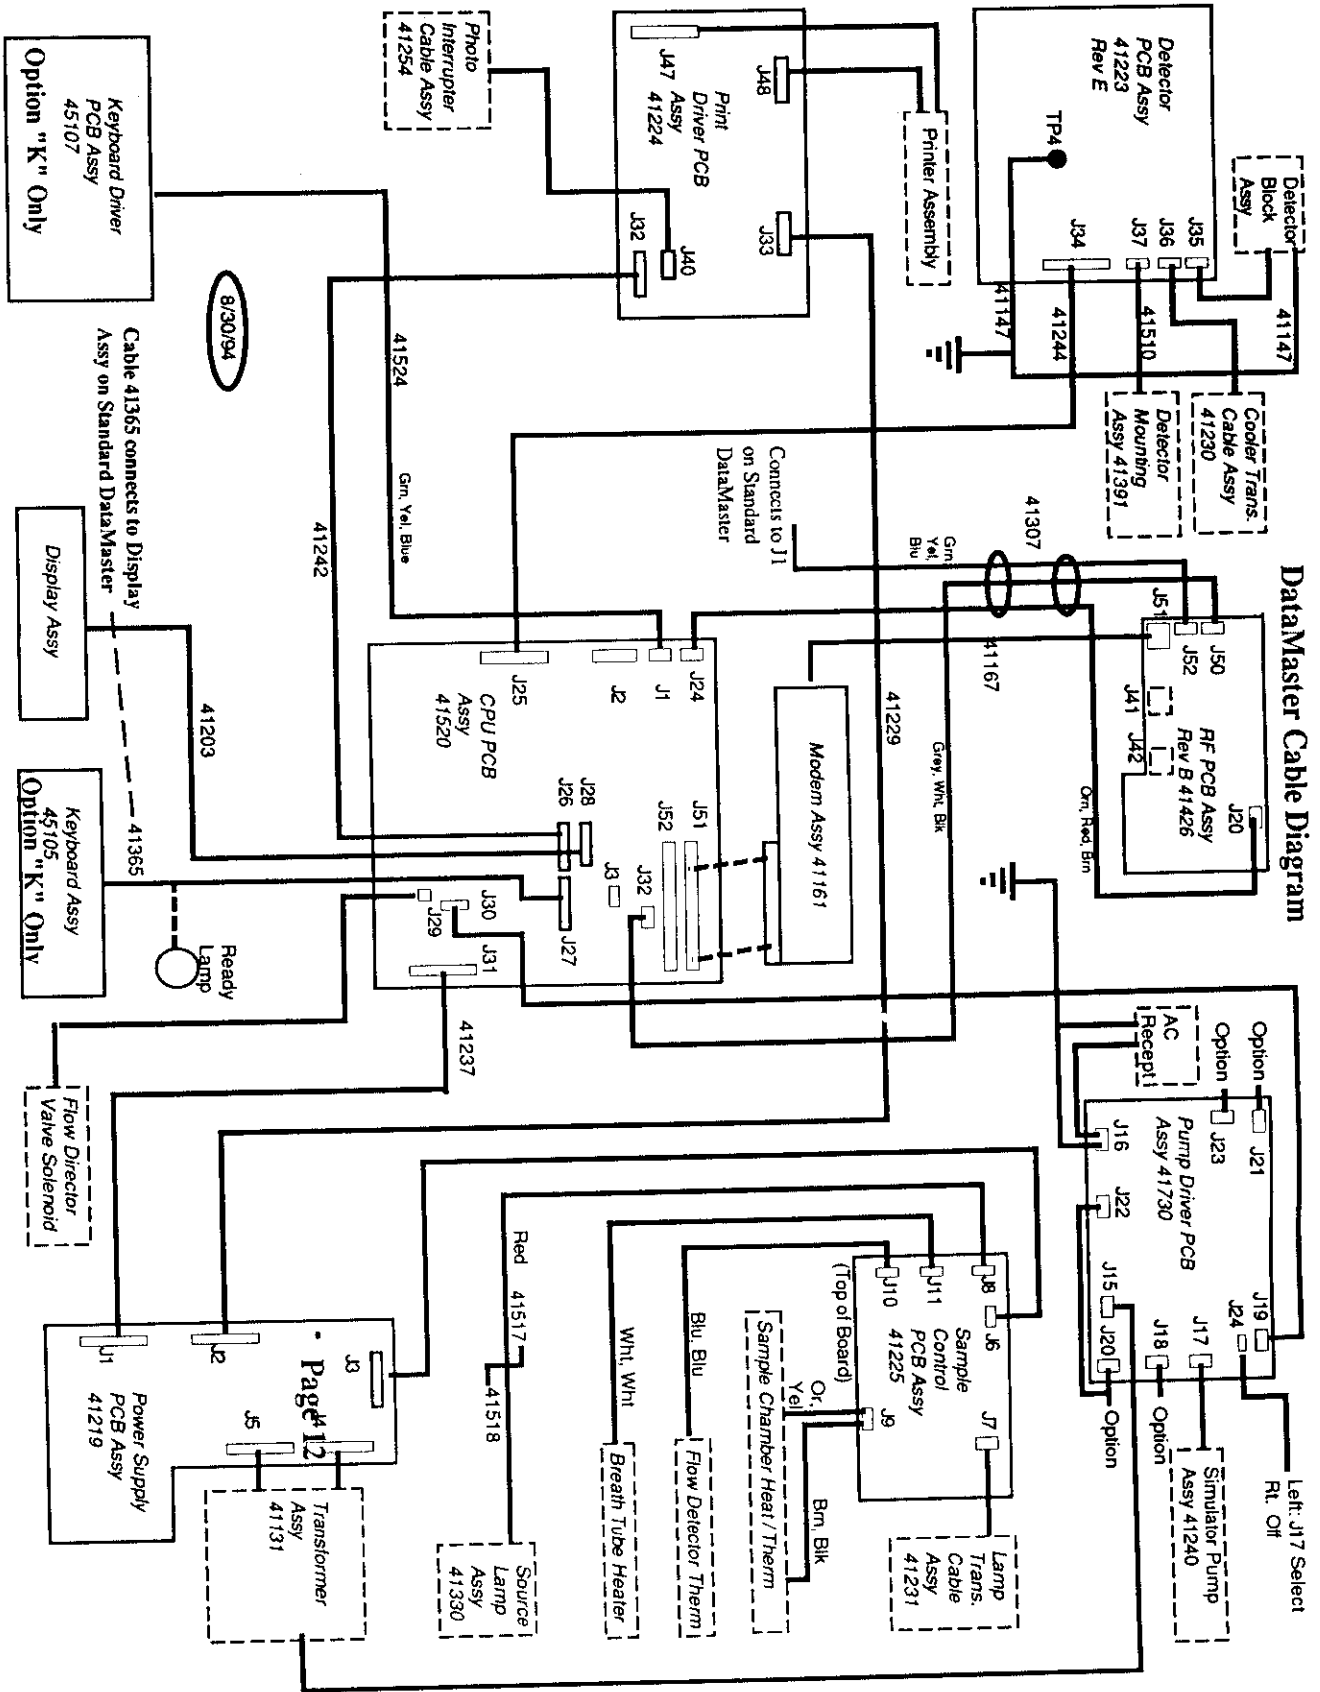 DataMaster Cable Diagram
Detector
PCB Assy
41223
Rev E
TP4
Detector
Block
Assy
J35
J36
J37
J34
41147
41147
41244
41510
Cooler Trans.
Cable Assy
41230
Detector
Mounting
Assy 41391
Printer Assembly
J48
J47
Print
Driver PCB
Assy
41224
J33
J40
J32
Photo
Interrupter
Cable Assy
41254
Keyboard Driver
PCB Assy
45107
Option "K" Only
8/30/94
41524
Grn, Yel, Blue
41242
Cable 41365 connects to Display
Assy on Standard DataMaster
Connects to J1
on Standard
DataMaster
Grn,
Yel,
Blu
41307
41167
41229
J50
J52
J51
J41
J42
J20
RF PCB Assy
Rev B 41426
Orn, Red, Brn
Grey, Wht, Blk
Modem Assy 41161
J24
J1
J2
J25
CPU PCB
Assy
41520
J51
J52
J28
J26
J32
J3
J27
J30
J29
J31
Display Assy
41203
41365
Keyboard Assy
45105
Option "K" Only
Ready
Lamp
41237
Flow Director
Valve Solenoid
AC
Recept
Option
Option
J21
J23
J16
J22
Pump Driver PCB
Assy 41730
J19
J24
J17
J18
J15
J20
Option
Option
Left: J17 Select
Rt. Off
Simulator Pump
Assy 41240
J8
J6
J11
J10
J9
J7
Sample
Control
PCB Assy
41225
(Top of Board)
Lamp
Trans.
Cable
Assy
41231
Or,
Yel
Brn, Blk
Sample Chamber Heat / Therm
Blu, Blu
Flow Detector Therm
Wht, Wht
Breath Tube Heater
Red
41517
41518
Source
Lamp
Assy
41330
J3
J2
J1
J5
J4
Power Supply
PCB Assy
41219
Transformer
Assy
41131
- Page 12